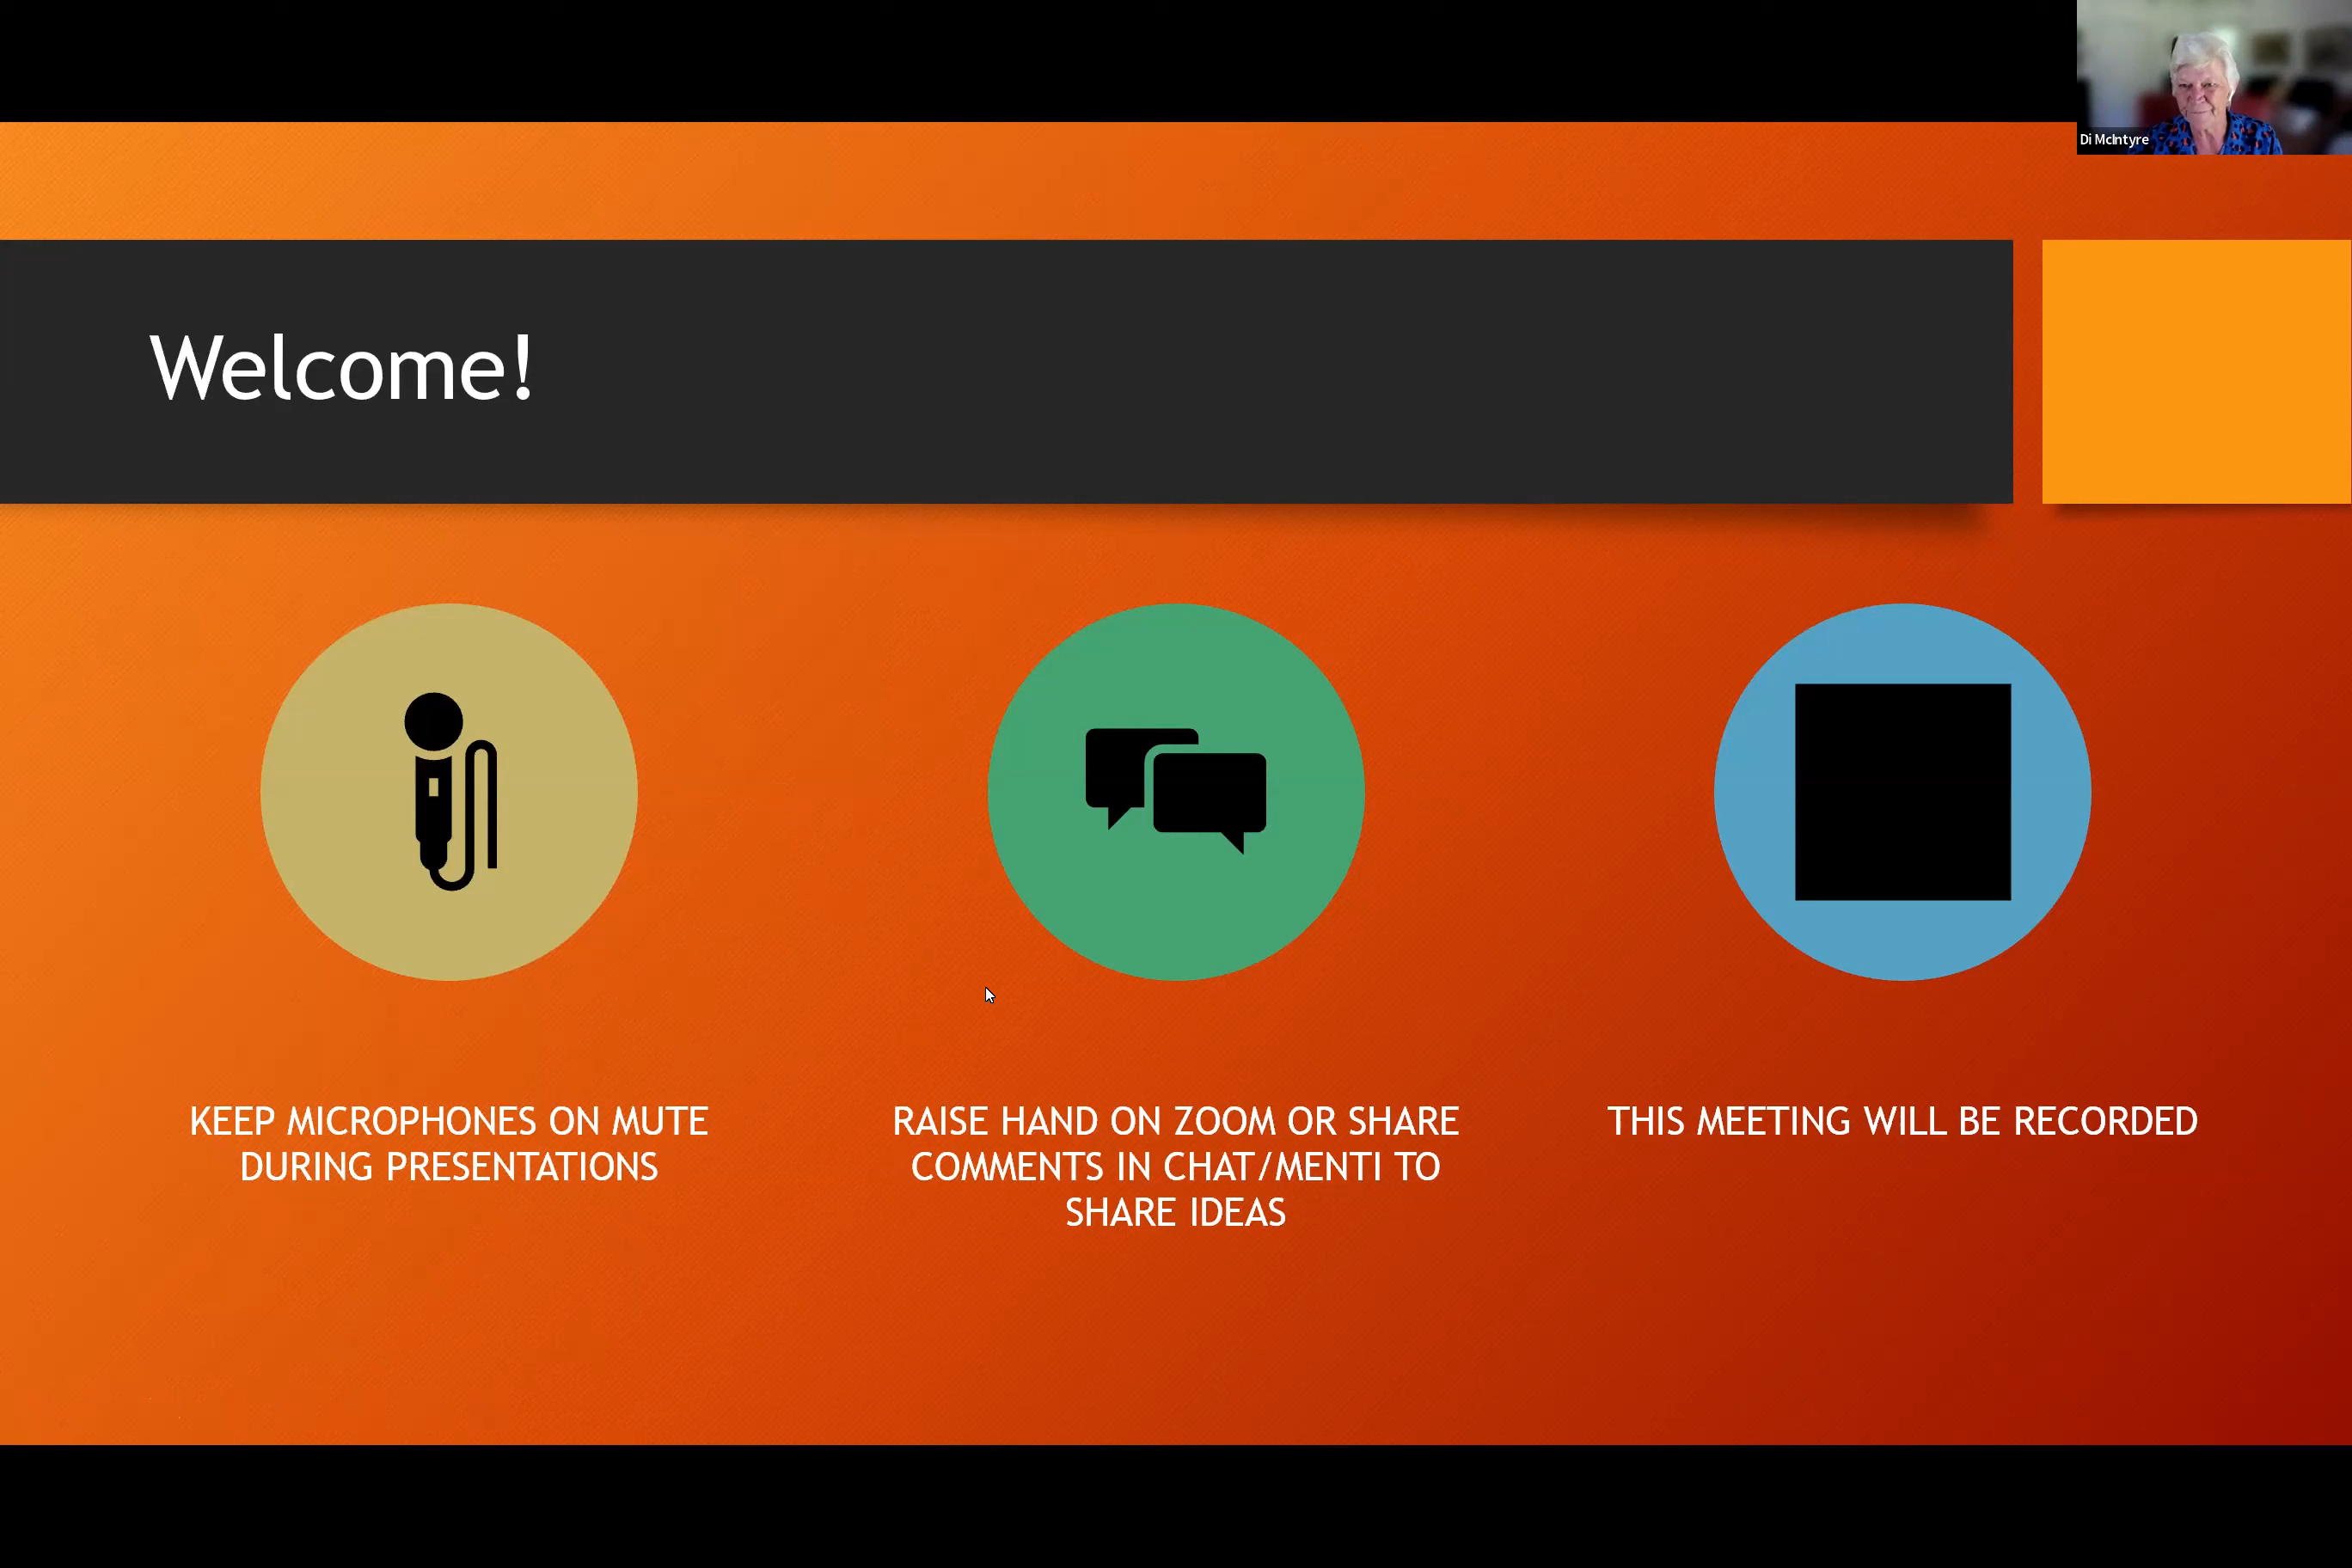 Di McIntyre
Welcome!
KEEP MICROPHONES ON MUTE
DURING PRESENTATIONS
RAISE HAND ON ZOOM OR SHARE
COMMENTS IN CHAT/MENTI TO
SHARE IDEAS
THIS MEETING WILL BE RECORDED